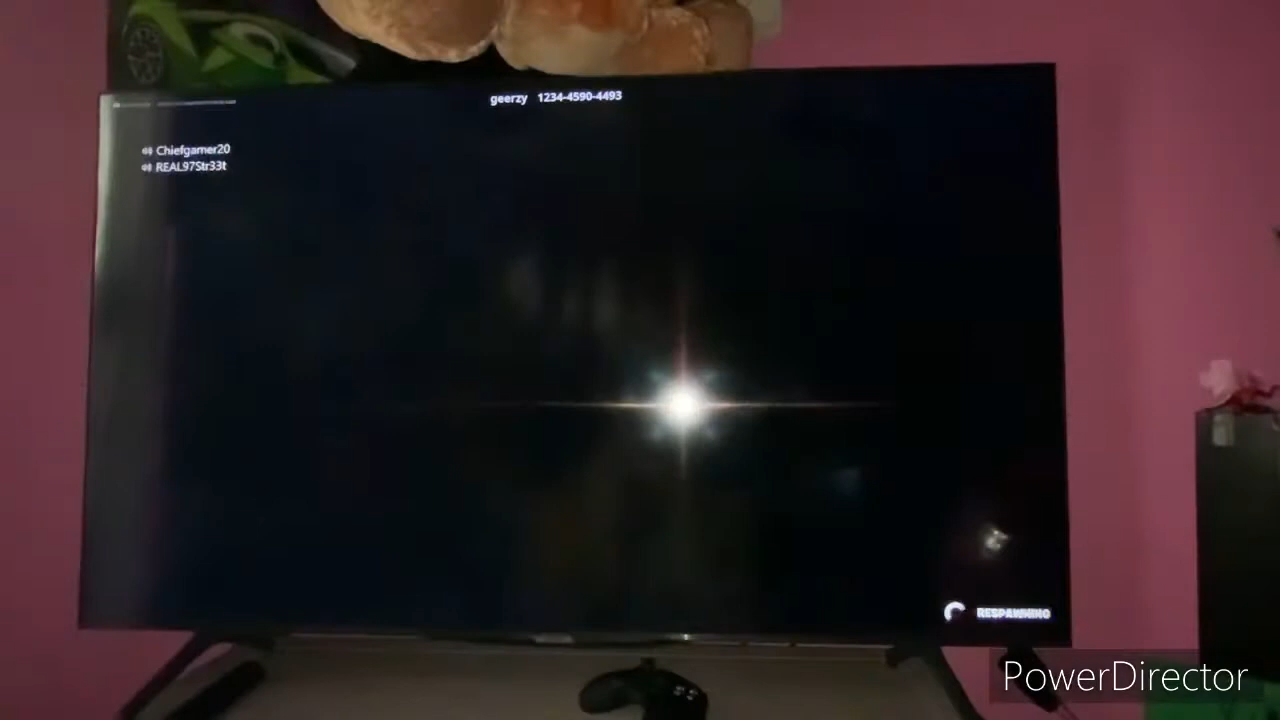 geerzy 1234-4590-4493
Chiefgamer20
REAL97Str33t
RESPAWNING
PowerDirector